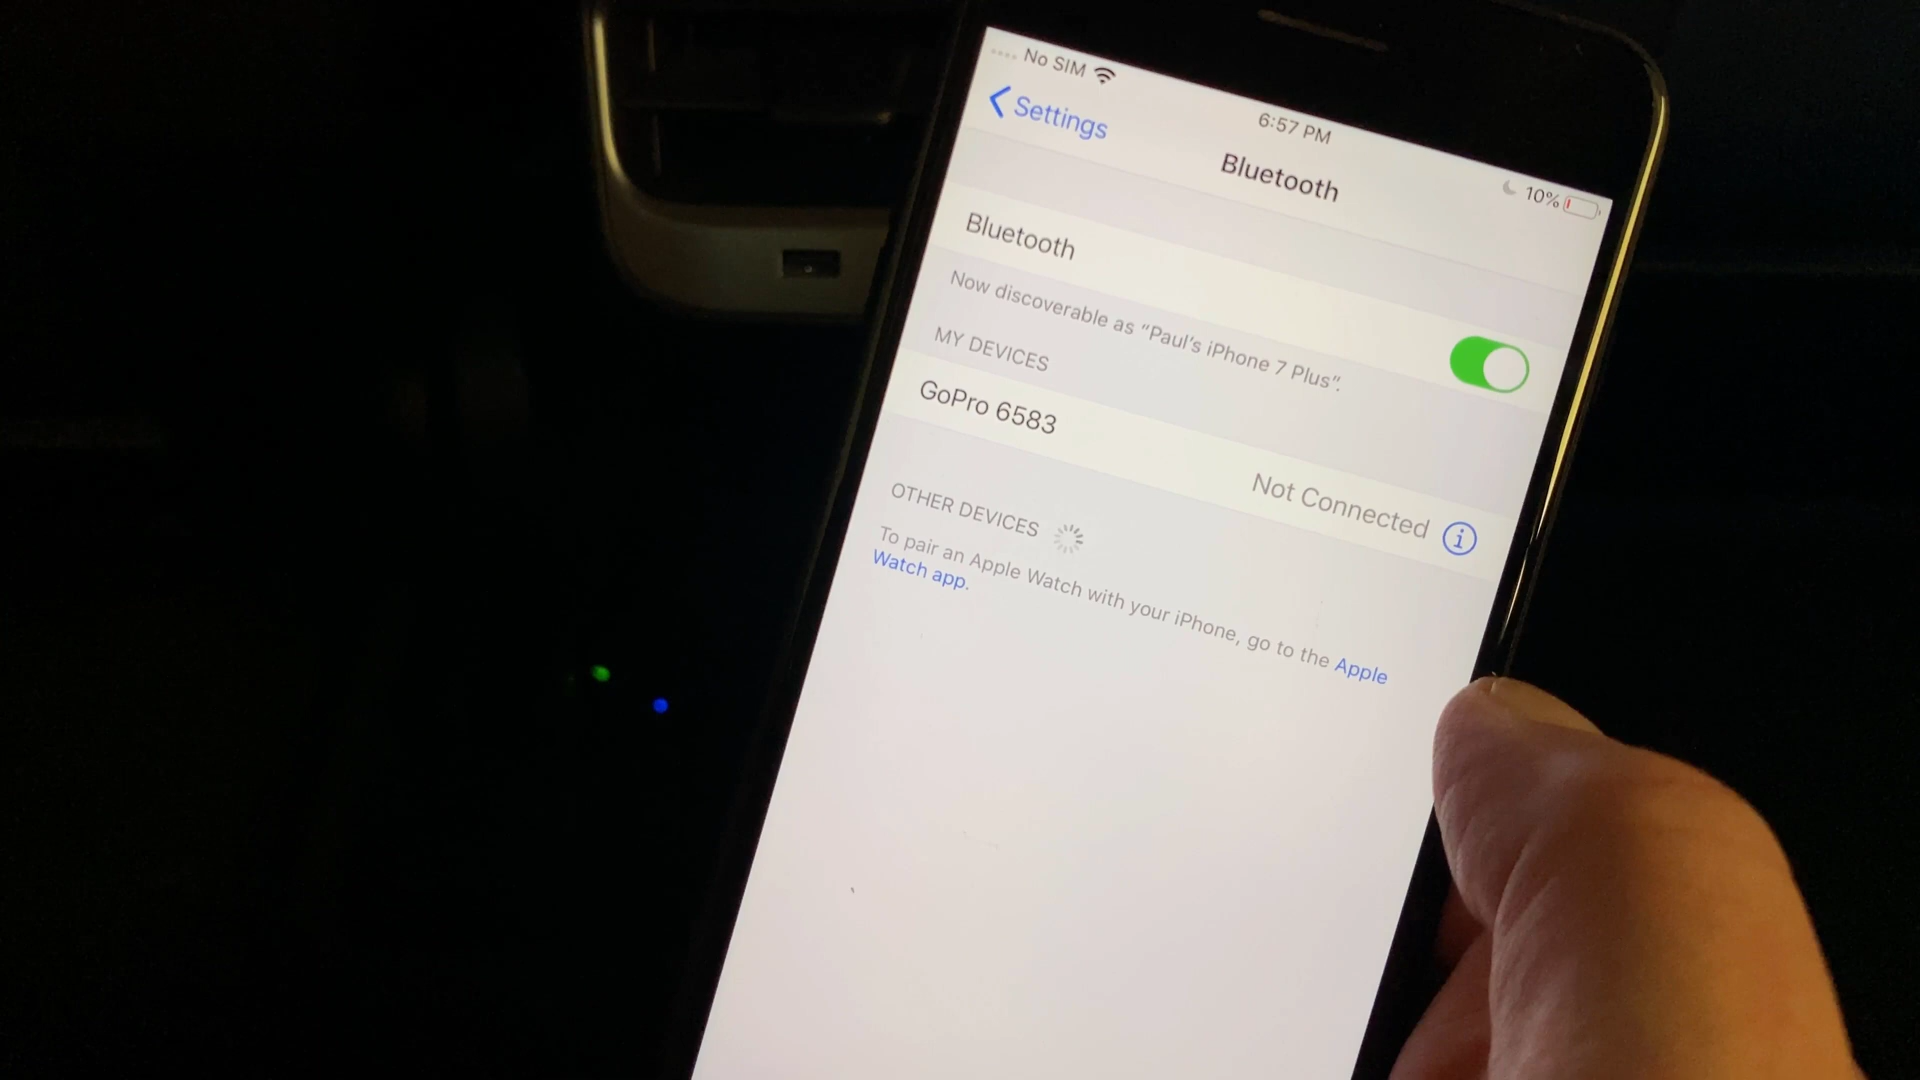 No SIM
6:57 PM
10%
Settings
Bluetooth
Bluetooth
Now discoverable as “Paul’s iPhone 7 Plus”.
MY DEVICES
GoPro 6583
Not Connected
OTHER DEVICES
To pair an Apple Watch with your iPhone, go to the Apple
Watch app.